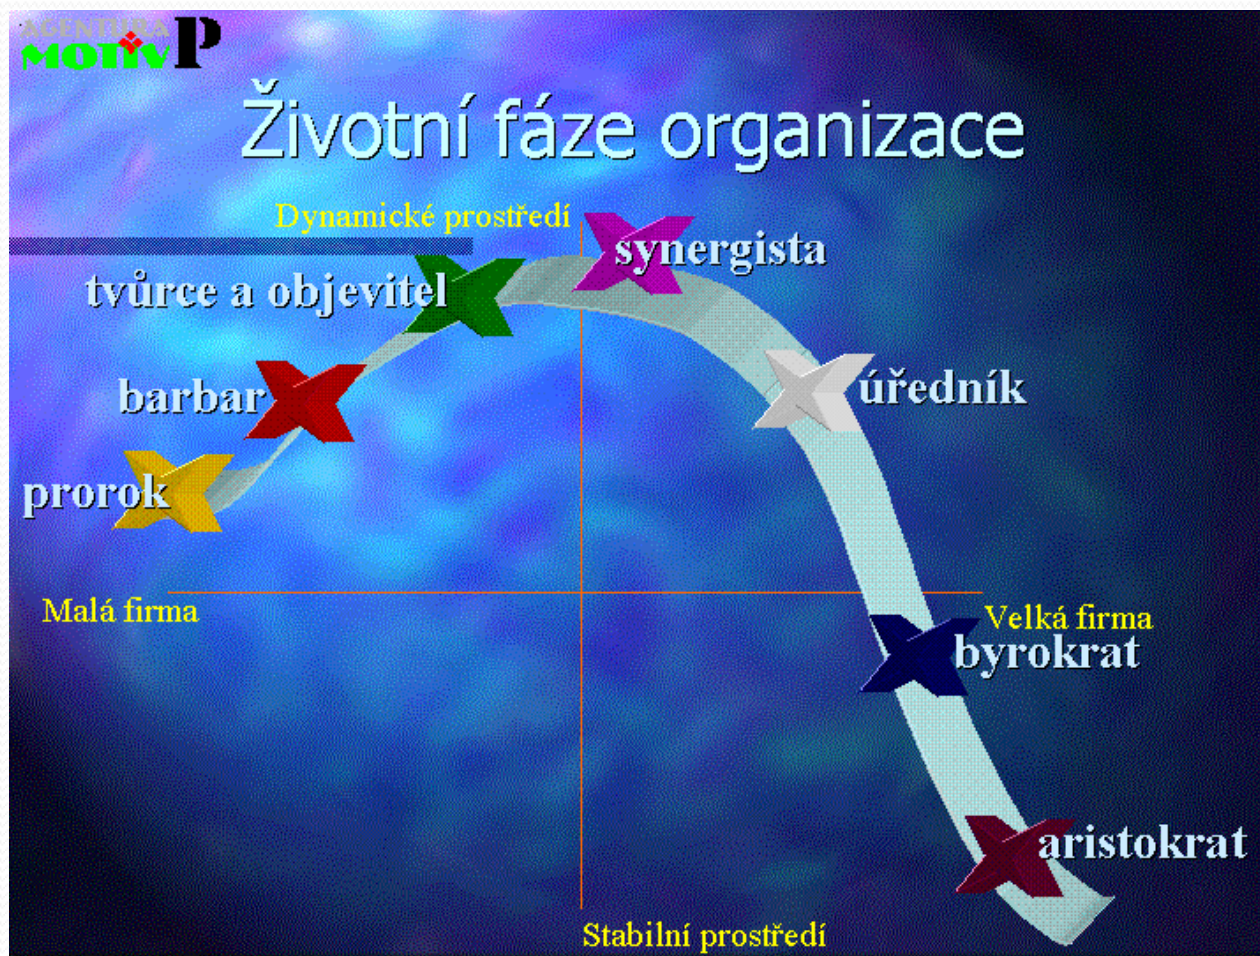 AGENTURA
MOTIV P
Životní fáze organizace
Dynamické prostředí
synergista
tvůrce a objevitel
barbar
úředník
prorok
Malá firma
Velká firma
byrokrat
aristokrat
Stabilní prostředí